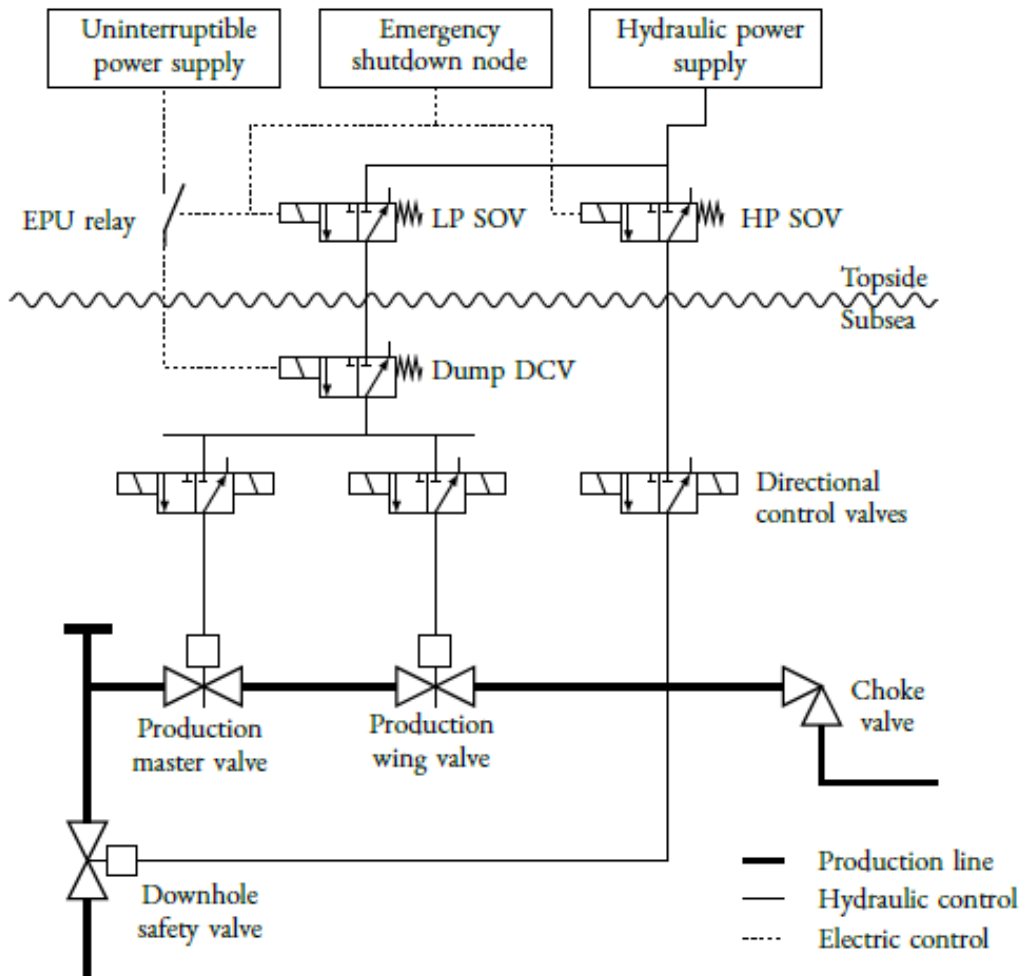 Uninterruptible
power supply
Emergency
shutdown node
Hydraulic power
supply
EPU relay
LP SOV
HP SOV
Topside
Subsea
Dump DCV
Directional
control valves
Production
master valve
Production
wing valve
Choke
valve
Downhole
safety valve
Production line
Hydraulic control
Electric control